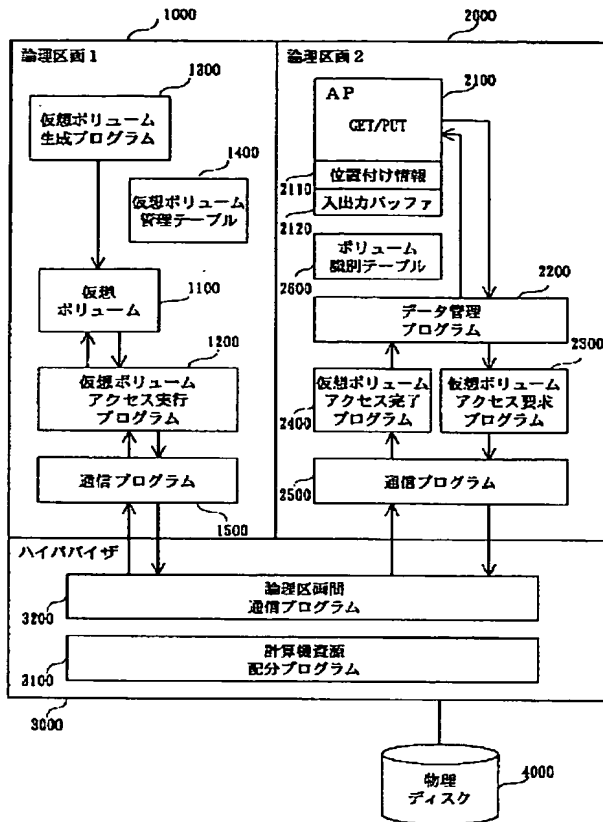 1000
2000
論理区画1
論理区画2
1300
仮想ボリューム
生成プログラム
1400
仮想ボリューム
管理テーブル
仮想
ボリューム
1100
1200
仮想ボリューム
アクセス実行
プログラム
通信プログラム
1500
2100
AP
GET/PUT
位置付け情報
2110
入出力バッファ
2120
ボリューム
識別テーブル
2600
2200
データ管理
プログラム
2300
仮想ボリューム
アクセス完了
プログラム
2400
仮想ボリューム
アクセス要求
プログラム
通信プログラム
2500
ハイパバイザ
論理区画間
通信プログラム
3200
計算機資源
配分プログラム
3100
3000
物理
ディスク
4000